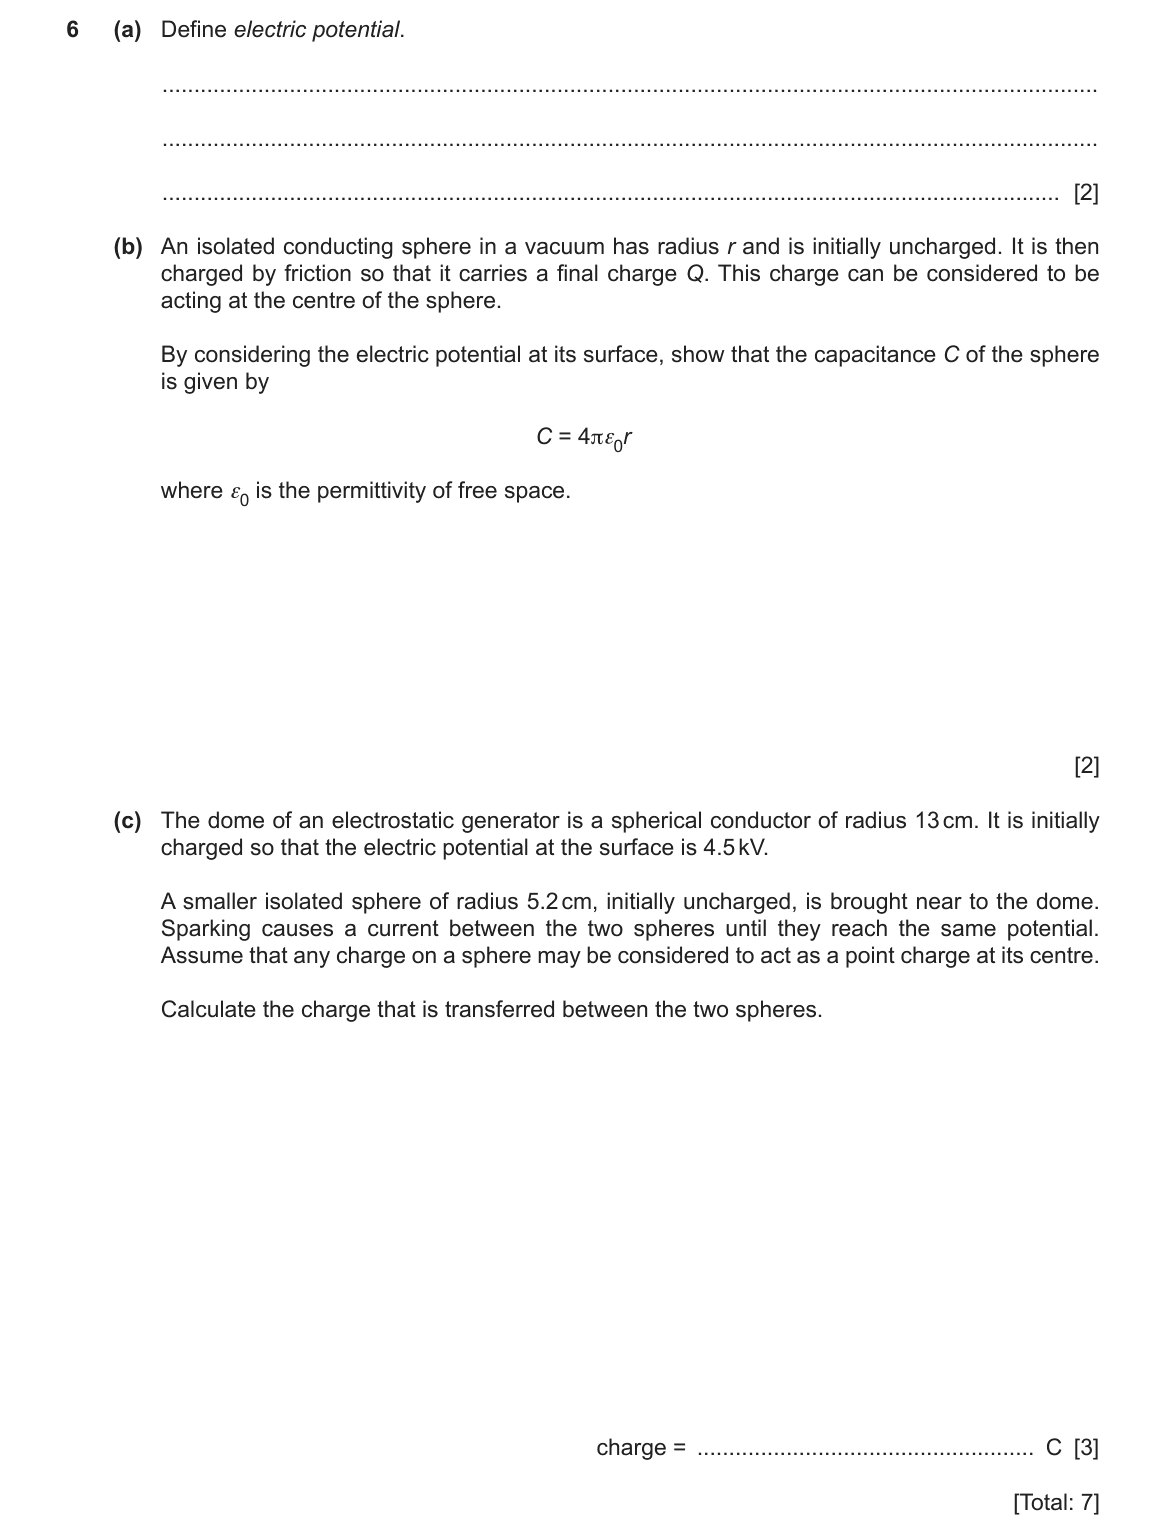 6 (a) Define electric potential.
..........................................................................................................................................
..........................................................................................................................................
..................................................................................................................................... [2]
(b) An isolated conducting sphere in a vacuum has radius r and is initially uncharged. It is then
charged by friction so that it carries a final charge Q. This charge can be considered to be
acting at the centre of the sphere.
By considering the electric potential at its surface, show that the capacitance C of the sphere
is given by
C = 4πε₀r
where ε₀ is the permittivity of free space.
[2]
(c) The dome of an electrostatic generator is a spherical conductor of radius 13 cm. It is initially
charged so that the electric potential at the surface is 4.5 kV.
A smaller isolated sphere of radius 5.2 cm, initially uncharged, is brought near to the dome.
Sparking causes a current between the two spheres until they reach the same potential.
Assume that any charge on a sphere may be considered to act as a point charge at its centre.
Calculate the charge that is transferred between the two spheres.
charge = ..................................................... C [3]
[Total: 7]